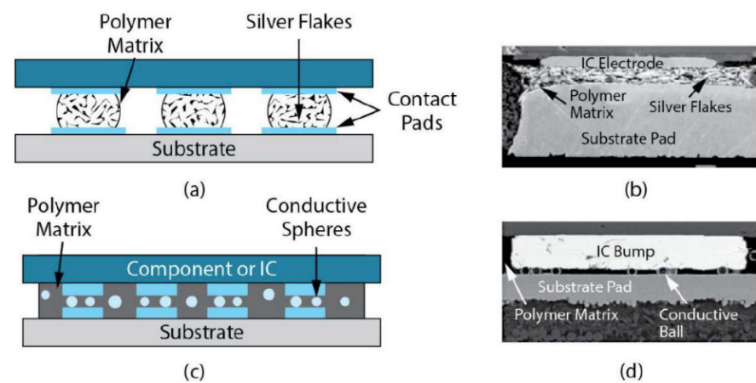 Polymer
Matrix
Silver Flakes
Contact
Pads
Substrate
(a)
IC Electrode
Polymer
Matrix
Silver Flakes
Substrate Pad
(b)
Polymer
Matrix
Conductive
Spheres
Component or IC
Substrate
(c)
IC Bump
Substrate Pad
Polymer Matrix
Conductive
Ball
(d)